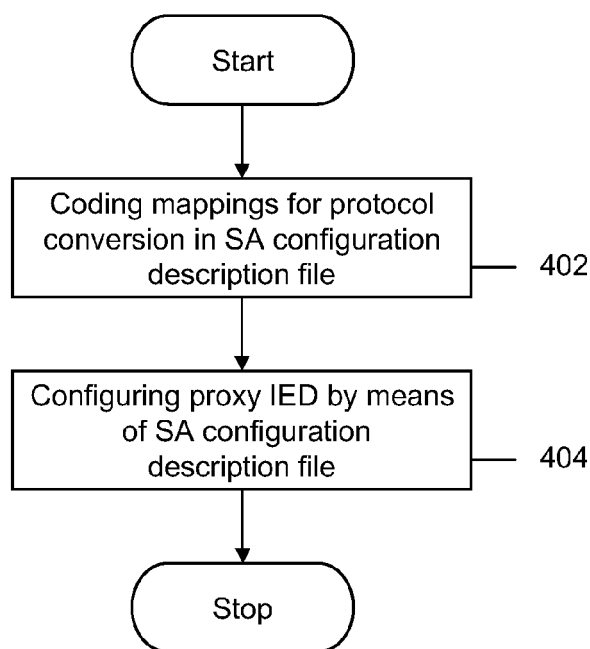 Start
Coding mappings for protocol
conversion in SA configuration
description file
402
Configuring proxy IED by means
of SA configuration
description file
404
Stop